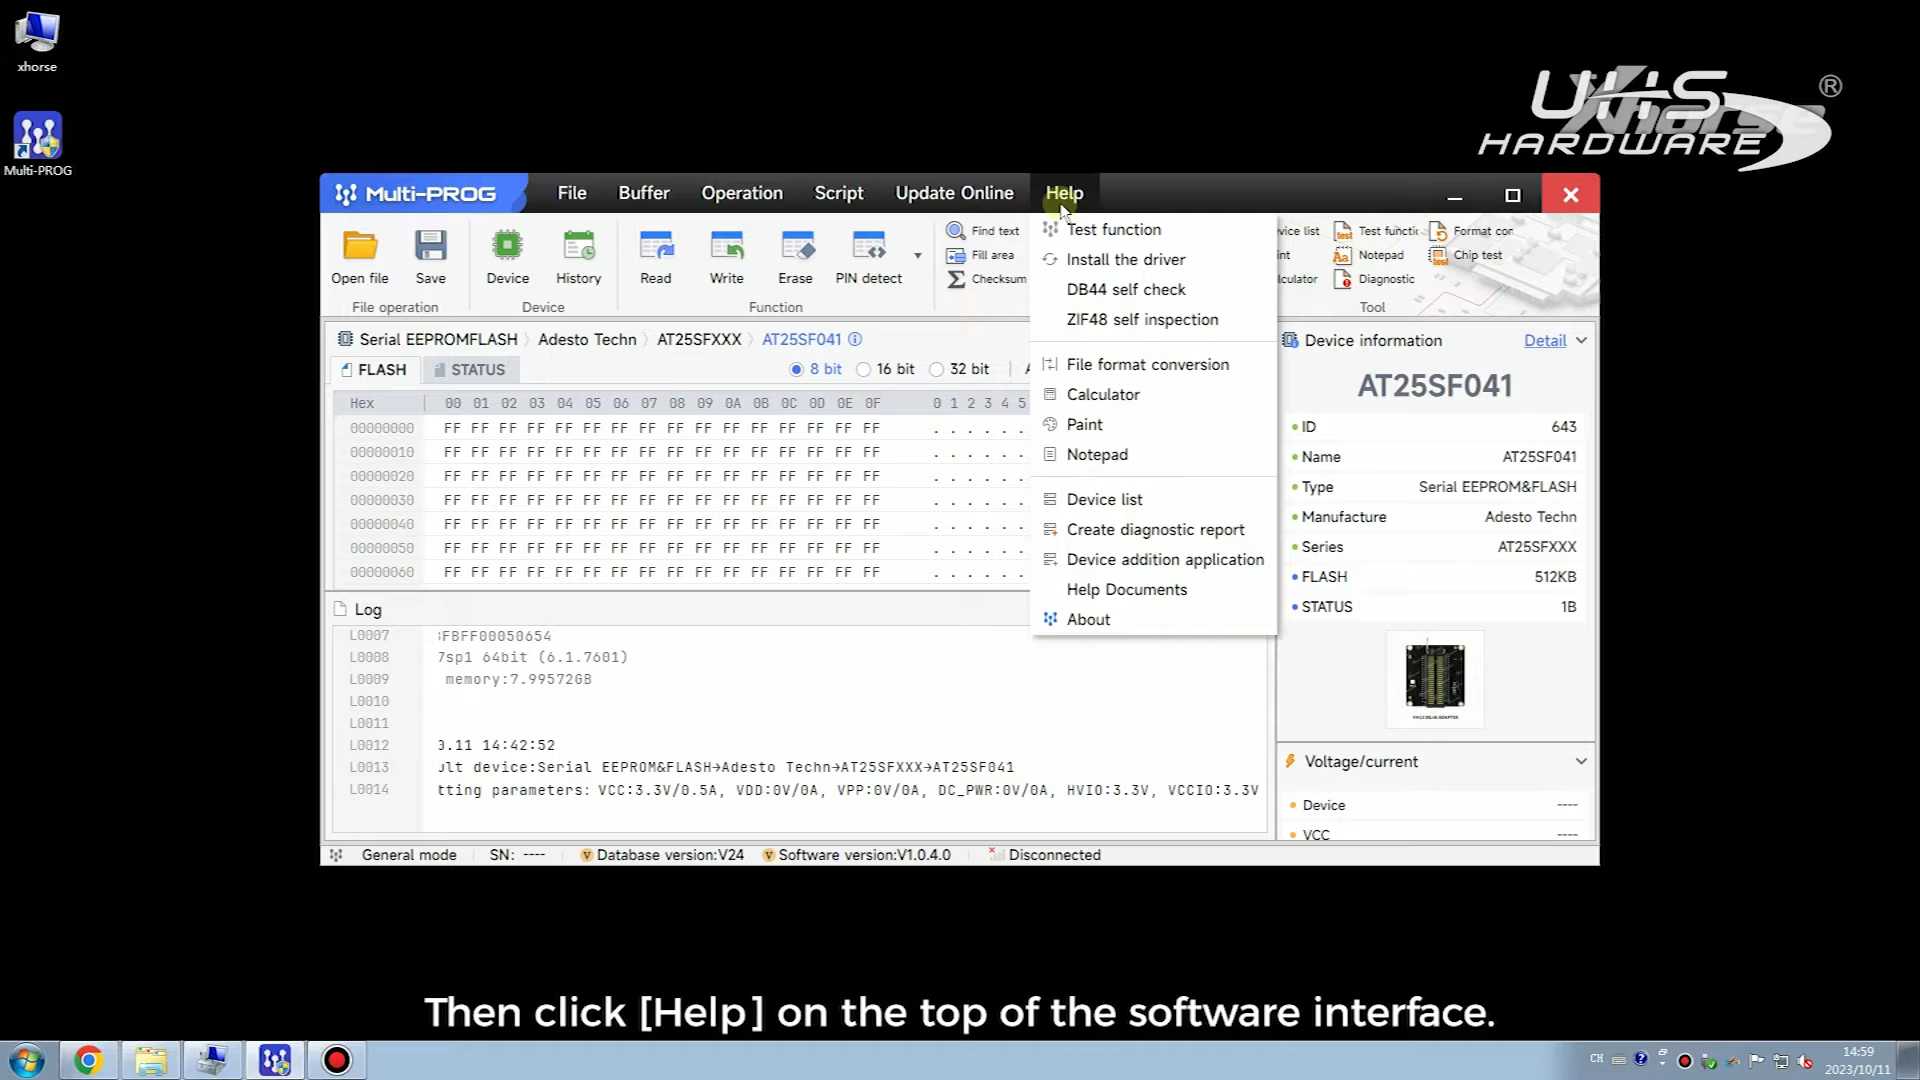 xhorse
Multi-PROG
UHS
HARDWARE
®
Multi-PROG File Buffer Operation Script Update Online Help
Open file Save
File operation
Device History
Device
Read Write Erase PIN detect
Function
Find text
Fill area
Checksum
Test functi Format con
Notepad Chip test
Diagnostic
Tool
Test function
Install the driver
DB44 self check
ZIF48 self inspection
File format conversion
Calculator
Paint
Notepad
Device list
Create diagnostic report
Device addition application
Help Documents
About
Serial EEPROMFLASH Adesto Techn AT25SFXXX AT25SF041
FLASH STATUS 8 bit 16 bit 32 bit
Hex 00 01 02 03 04 05 06 07 08 09 0A 0B 0C 0D 0E 0F 0 1 2 3 4 5
00000000 FF FF FF FF FF FF FF FF FF FF FF FF FF FF FF FF . . . . . .
00000010 FF FF FF FF FF FF FF FF FF FF FF FF FF FF FF FF . . . . . .
00000020 FF FF FF FF FF FF FF FF FF FF FF FF FF FF FF FF . . . . . .
00000030 FF FF FF FF FF FF FF FF FF FF FF FF FF FF FF FF . . . . . .
00000040 FF FF FF FF FF FF FF FF FF FF FF FF FF FF FF FF . . . . . .
00000050 FF FF FF FF FF FF FF FF FF FF FF FF FF FF FF FF . . . . . .
00000060 FF FF FF FF FF FF FF FF FF FF FF FF FF FF FF FF . . . . . .
Log
L0007 FBFF00050654
L0008 7sp1 64bit (6.1.7601)
L0009 memory:7.99572GB
L0010
L0011
L0012 0.11 14:42:52
L0013 ult device:Serial EEPROM&FLASH→Adesto Techn→AT25SFXXX→AT25SF041
L0014 tting parameters: VCC:3.3V/0.5A, VDD:0V/0A, VPP:0V/0A, DC_PWR:0V/0A, HVIO:3.3V, VCCIO:3.3V
Device information Detail
AT25SF041
ID 643
Name AT25SF041
Type Serial EEPROM&FLASH
Manufacture Adesto Techn
Series AT25SFXXX
FLASH 512KB
STATUS 1B
Voltage/current
Device ----
VCC ----
General mode SN: ---- Database version:V24 Software version:V1.0.4.0 Disconnected
Then click [Help] on the top of the software interface.
CH
14:59
2023/10/11